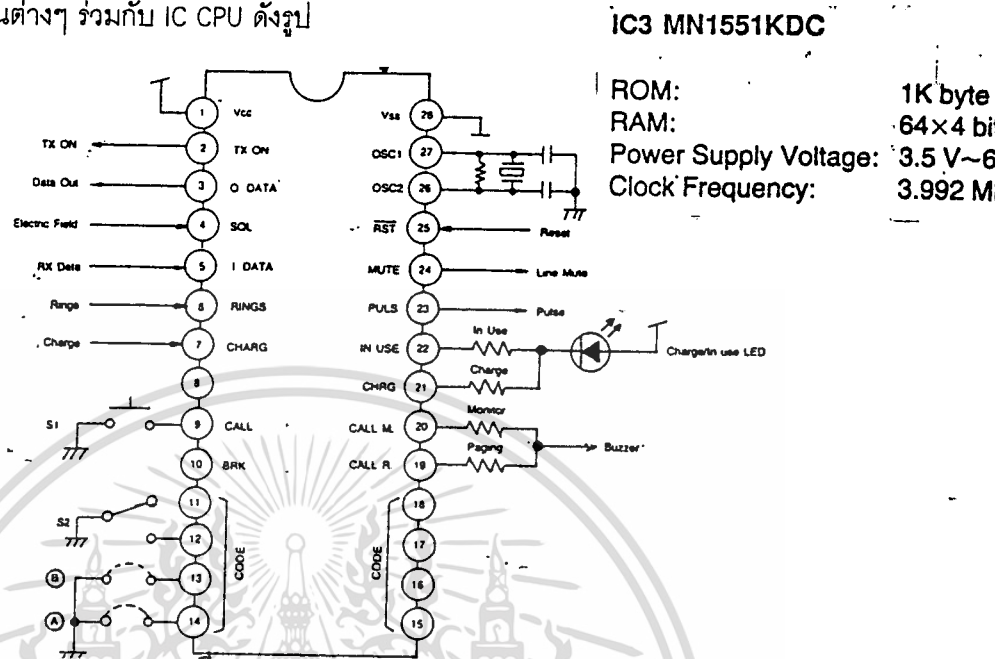 นต่างๆ ร่วมกับ IC CPU ดังรูป
IC3 MN1551KDC
ROM: 1K byte
RAM: 64×4 bi
Power Supply Voltage: 3.5 V~6
Clock Frequency: 3.992 M
1 Vcc
Vss 28
TX ON 2 TX ON
OSC1 27
Data Out 3 O DATA
OSC2 26
Electric Field 4 SOL
RST 25 Reset
RX Data 5 I DATA
MUTE 24 Line Mute
Rings 6 RINGS
PULS 23 Pulse
Charge 7 CHARG
IN USE 22 In Use
Charge/In use LED
8
CHRG 21 Charge
S1 9 CALL
CALL M. 20 Monitor
Buzzer
10 BRK
CALL R. 19 Paging
S2 11
18
12
17
CODE
CODE
B 13
16
A 14
15